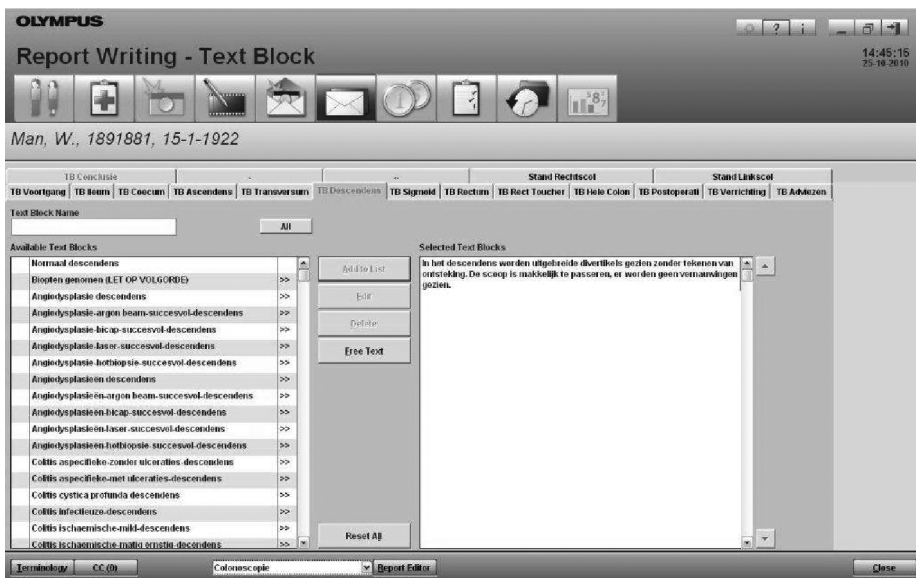 OLYMPUS
? i
Report Writing - Text Block
14:45:15
25-10-2010
Man, W., 1891881, 15-1-1922
TB Conclusie - -- Stand Rechtscol Stand Linkscol
TB Voortgang TB Ileum TB Coecum TB Ascendens TB Transversum TB Descendens TB Sigmoid TB Rectum TB Rect Toucher TB Hele Colon TB Postoperati TB Verrichting TB Adviezen
Text Block Name
All
Available Text Blocks
Selected Text Blocks
Normaal descendens
Biopten genomen (LET OP VOLGORDE) >>
Angiodysplasie descendens >>
Angiodysplasie-argon beam-succesvol-descendens >>
Angiodysplasie-bicap-succesvol-descendens >>
Angiodysplasie-laser-succesvol-descendens >>
Angiodysplasie-hotbiopsie-succesvol-descendens >>
Angiodysplasieën descendens >>
Angiodysplasieën-argon beam-succesvol-descendens >>
Angiodysplasieën-bicap-succesvol-descendens >>
Angiodysplasieën-laser-succesvol-descendens >>
Angiodysplasieën-hotbiopsie-succesvol-descendens >>
Colitis aspecifieke-zonder ulceraties-descendens >>
Colitis aspecifieke-met ulceraties-descendens >>
Colitis cystica profunda descendens >>
Colitis infectieuze-descendens >>
Colitis ischaemische-mild-descendens >>
Colitis ischaemische-matig ernstig-decendens >>
Add to List
Edit
Delete
Free Text
Reset All
In het descendens worden uitgebreide divertikels gezien zonder tekenen van
ontsteking. De scoop is makkelijk te passeren, er worden geen vernauwingen
gezien.
Terminology CC (0) Colonoscopie Report Editor Close